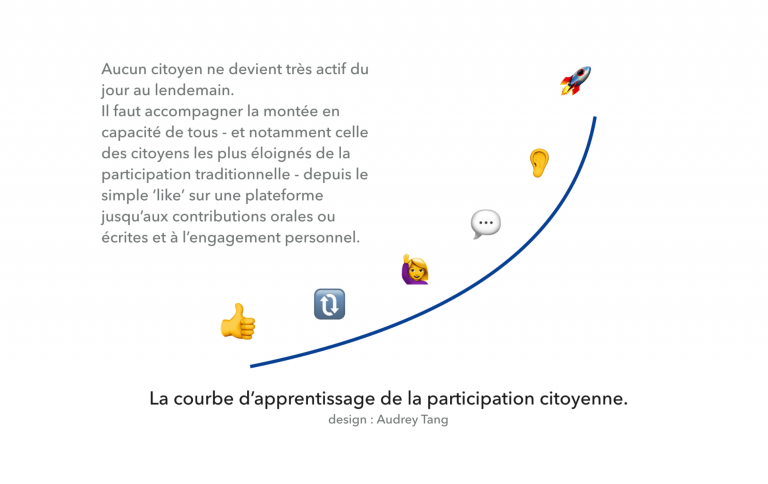 Aucun citoyen ne devient très actif du
jour au lendemain.
Il faut accompagner la montée en
capacité de tous - et notamment celle
des citoyens les plus éloignés de la
participation traditionnelle - depuis le
simple ‘like’ sur une plateforme
jusqu’aux contributions orales ou
écrites et à l’engagement personnel.
La courbe d’apprentissage de la participation citoyenne.
design : Audrey Tang